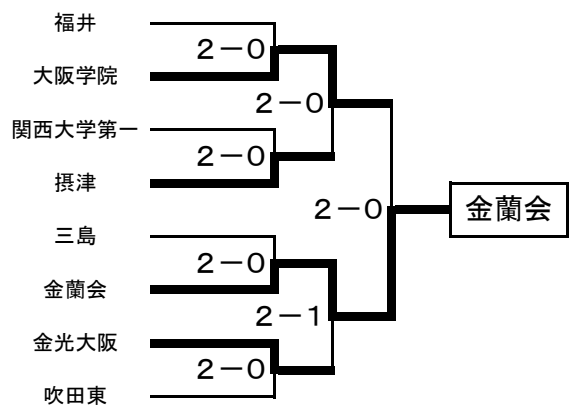 福井
2－0
大阪学院
2－0
関西大学第一
2－0
摂津
2－0
金蘭会
三島
2－0
金蘭会
2－1
金光大阪
2－0
吹田東